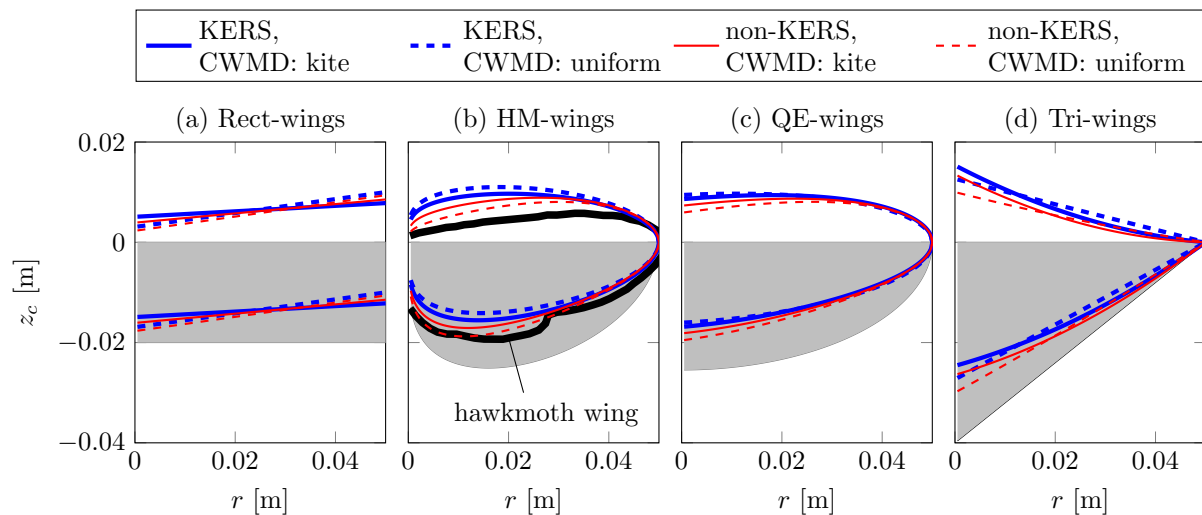 KERS, KERS, non-KERS, non-KERS,
CWMD: kite CWMD: uniform CWMD: kite CWMD: uniform
(a) Rect-wings (b) HM-wings (c) QE-wings (d) Tri-wings
0.02
0
−0.02
−0.04
z_c [m]
hawkmoth wing
0 0.02 0.04 0 0.02 0.04 0 0.02 0.04 0 0.02 0.04
r [m] r [m] r [m] r [m]